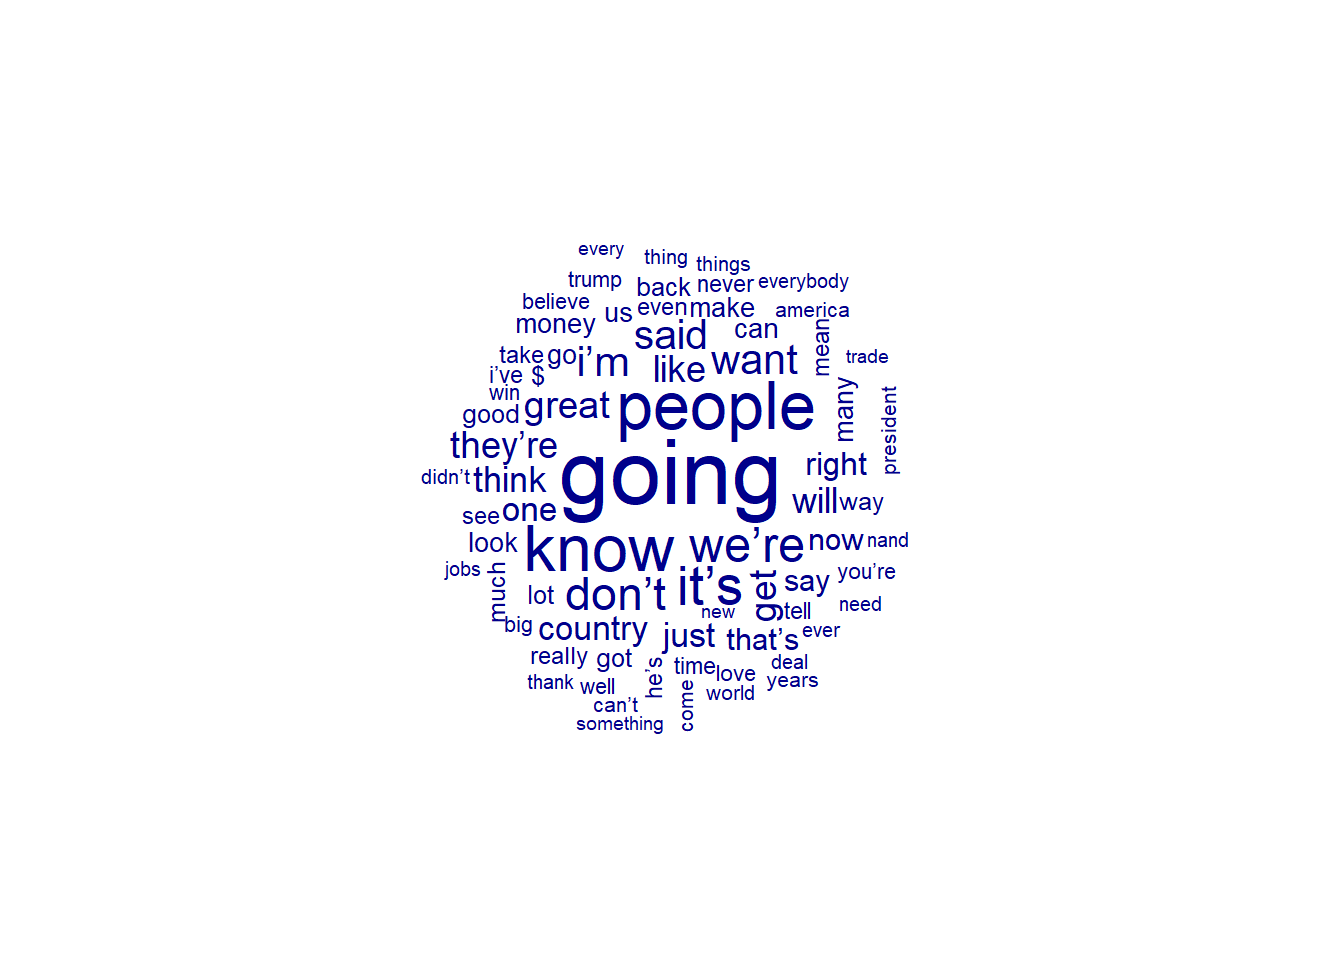 every
thing
things
trump
back
never
everybody
believe
us
even
make
america
money
said
can
mean
take
go
i’m
like
want
trade
i’ve
$
win
great
people
many
president
good
they’re
going
right
didn’t
think
will
way
see
one
look
know
we’re
now
nand
jobs
much
lot
don’t
it’s
get
say
you’re
new
tell
need
big
country
just
that’s
ever
really
got
he’s
time
love
deal
thank
well
come
world
years
can’t
something